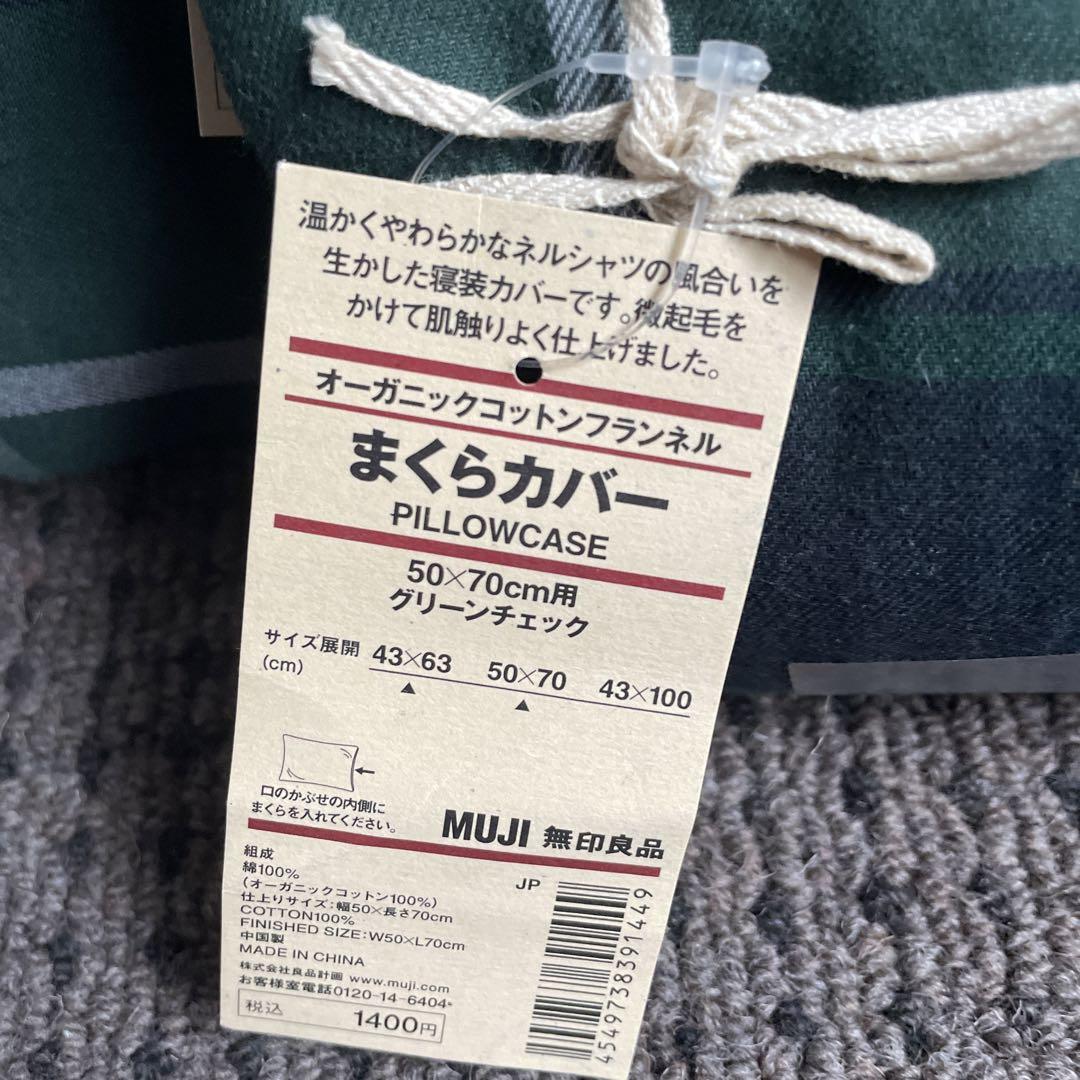 温かくやわらかなネルシャツの風合いを
生かした寝装カバーです。微起毛を
かけて肌触りよく仕上げました。
オーガニックコットンフランネル
まくらカバー
PILLOWCASE
50×70cm用
グリーンチェック
サイズ展開
(cm)
43×63 50×70 43×100
▲ ▲
口のかぶせの内側に
まくらを入れてください。
MUJI 無印良品
組成
綿100%
(オーガニックコットン100%)
仕上りサイズ:幅50×長さ70cm
COTTON100%
FINISHED SIZE:W50×L70cm
中国製
MADE IN CHINA
株式会社良品計画 www.muji.com
お客様室電話0120-14-6404
税込 1400円
JP
4549738391449